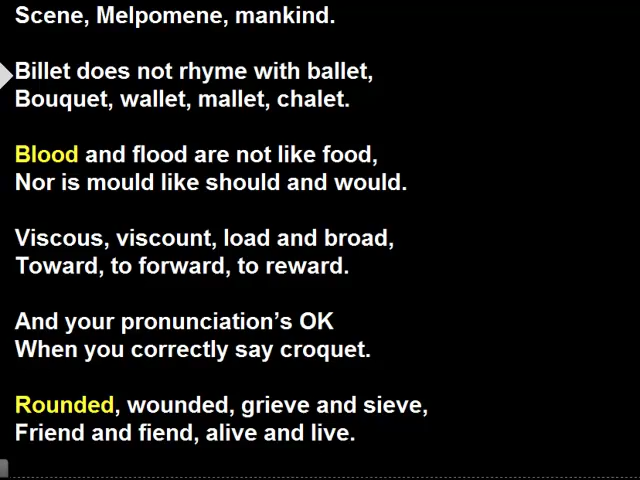 Scene, Melpomene, mankind.
Billet does not rhyme with ballet,
Bouquet, wallet, mallet, chalet.
Blood and flood are not like food,
Nor is mould like should and would.
Viscous, viscount, load and broad,
Toward, to forward, to reward.
And your pronunciation’s OK
When you correctly say croquet.
Rounded, wounded, grieve and sieve,
Friend and fiend, alive and live.